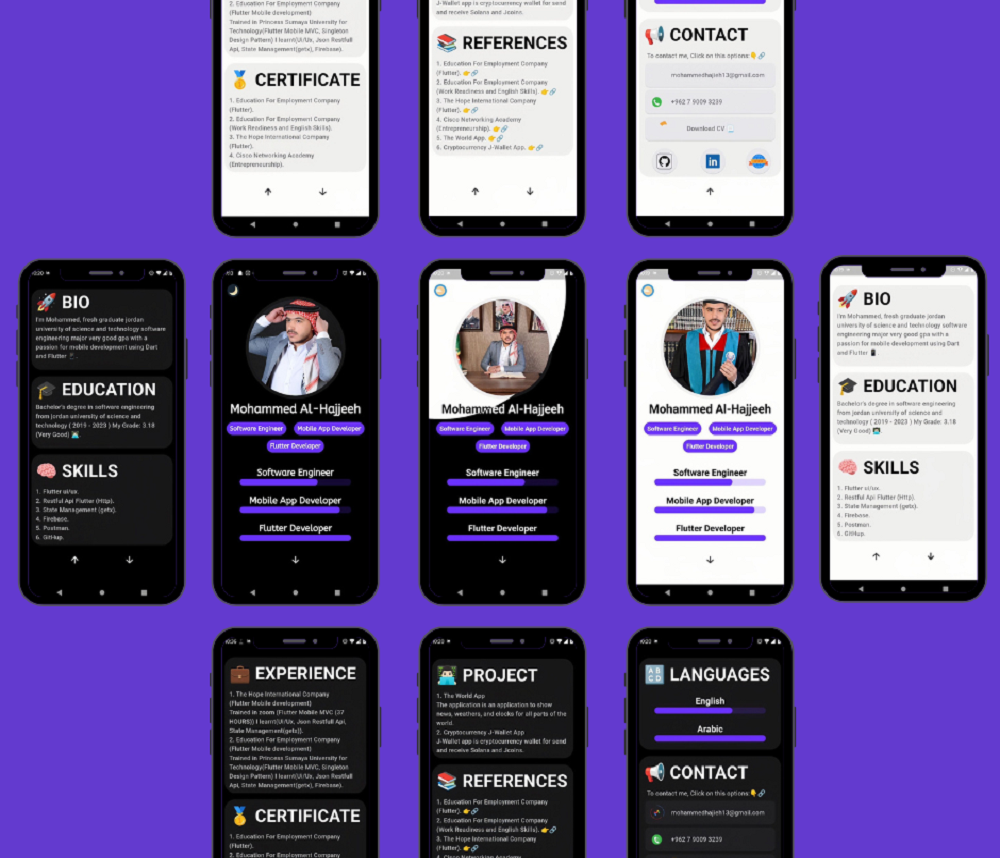 2. Education For Employment Company
(Flutter Mobile development)
Trained in Princess Sumaya University for
Technology(Flutter Mobile MVC, Singleton
Design Pattern) I learnt(Ui/Ux, Json Restfull
Api, State Management(getx), Firebase).
🥇 CERTIFICATE
1. Education For Employment Company
(Flutter).
2. Education For Employment Company
(Work Readiness and English Skills).
3. The Hope International Company
(Flutter).
4. Cisco Networking Academy
(Entrepreneurship).
J-Wallet app is cryptocurrency wallet for send
and receive Solana and Jcoins.
📚 REFERENCES
1. Education For Employment Company
(Flutter). 👉🔗
2. Education For Employment Company
(Work Readiness and English Skills). 👉🔗
3. The Hope International Company
(Flutter). 👉🔗
4. Cisco Networking Academy
(Entrepreneurship). 👉🔗
5. The World App. 👉🔗
6. Cryptocurrency J-Wallet App. 👉🔗
📢 CONTACT
To contact me, Click on this options:👇🔗
mohammedhajieh13@gmail.com
+962 7 9009 3239
Download CV
in
🚀 BIO
I'm Mohammed, fresh graduate jordan
university of science and technology software
engineering major very good gpa with a
passion for mobile development using Dart
and Flutter
🎓 EDUCATION
Bachelor's degree in software engineering
from jordan university of science and
technology ( 2019 - 2023 ) My Grade: 3.18
(Very Good)
🧠 SKILLS
1. Flutter ui/ux.
2. Restful Api Flutter (Http).
3. State Management (getx).
4. Firebase.
5. Postman.
6. GitHup.
Mohammed Al-Hajjeeh
Software Engineer
Mobile App Developer
Flutter Developer
Software Engineer
Mobile App Developer
Flutter Developer
Mohammed Al-Hajjeeh
Software Engineer
Mobile App Developer
Flutter Developer
Software Engineer
Mobile App Developer
Flutter Developer
Mohammed Al-Hajjeeh
Software Engineer
Mobile App Developer
Flutter Developer
Software Engineer
Mobile App Developer
Flutter Developer
🚀 BIO
I'm Mohammed, fresh graduate jordan
university of science and technology software
engineering major very good gpa with a
passion for mobile development using Dart
and Flutter
🎓 EDUCATION
Bachelor's degree in software engineering
from jordan university of science and
technology ( 2019 - 2023 ) My Grade: 3.18
(Very Good)
🧠 SKILLS
1. Flutter ui/ux.
2. Restful Api Flutter (Http).
3. State Management (getx).
4. Firebase.
5. Postman.
6. GitHup.
💼 EXPERIENCE
1. The Hope International Company
(Flutter Mobile development)
Trained in zoom (Flutter Mobile MVC (37
HOURS)) I learnt(Ui/Ux, Json Restfull Api,
State Management(getx)).
2. Education For Employment Company
(Flutter Mobile development)
Trained in Princess Sumaya University for
Technology(Flutter Mobile MVC, Singleton
Design Pattern) I learnt(Ui/Ux, Json Restfull
Api, State Management(getx), Firebase).
🥇 CERTIFICATE
1. Education For Employment Company
(Flutter).
2. Education For Employment Company
PROJECT
1. The World App
The application is an application to show
news, weathers, and clocks for all parts of the
world.
2. Cryptocurrency J-Wallet App
J-Wallet app is cryptocurrency wallet for send
and receive Solana and Jcoins.
📚 REFERENCES
1. Education For Employment Company
(Flutter). 👉🔗
2. Education For Employment Company
(Work Readiness and English Skills). 👉🔗
3. The Hope International Company
(Flutter). 👉🔗
4. Cisco Networking Academy
🔠 LANGUAGES
English
Arabic
📢 CONTACT
To contact me, Click on this options:👇🔗
mohammedhajieh13@gmail.com
+962 7 9009 3239